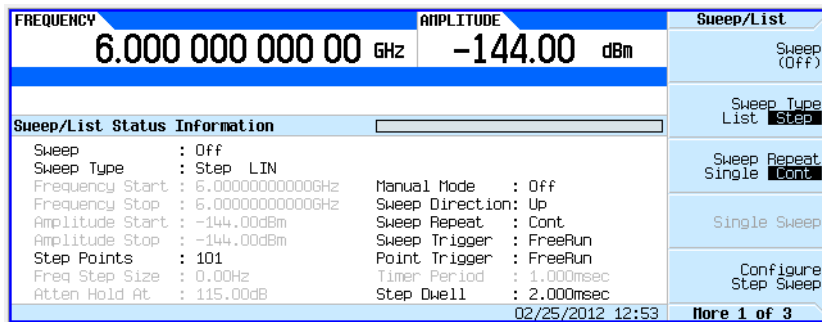 FREQUENCY
6.000 000 000 00 GHz
AMPLITUDE
-144.00 dBm
Sweep/List Status Information
Sweep : Off
Sweep Type : Step LIN
Frequency Start : 6.00000000000GHz
Frequency Stop : 6.00000000000GHz
Amplitude Start : -144.00dBm
Amplitude Stop : -144.00dBm
Step Points : 101
Freq Step Size : 0.00Hz
Atten Hold At : 115.00dB
Manual Mode : Off
Sweep Direction: Up
Sweep Repeat : Cont
Sweep Trigger : FreeRun
Point Trigger : FreeRun
Timer Period : 1.000msec
Step Dwell : 2.000msec
02/25/2012 12:53
Sweep/List
Sweep
(Off)
Sweep Type
List Step
Sweep Repeat
Single Cont
Single Sweep
Configure
Step Sweep
More 1 of 3